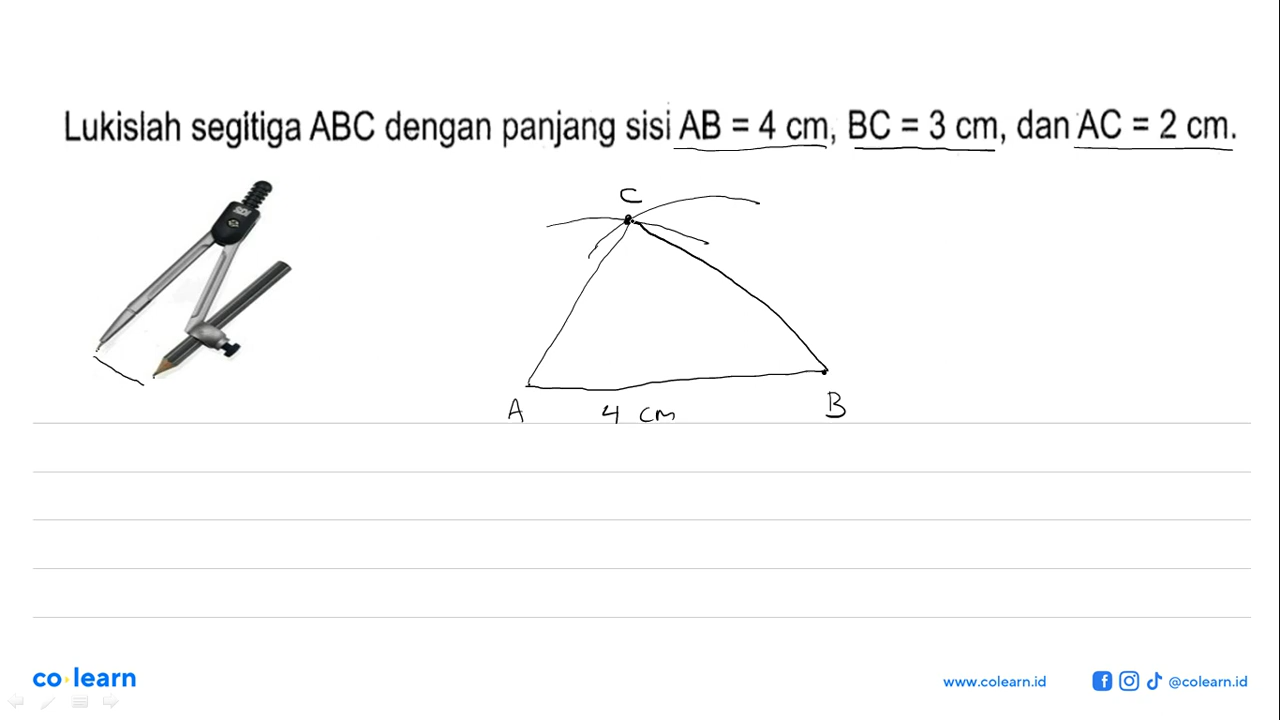 Lukislah segitiga ABC dengan panjang sisi AB = 4 cm, BC = 3 cm, dan AC = 2 cm.
C
A 4 cm B
co learn
www.colearn.id @colearn.id